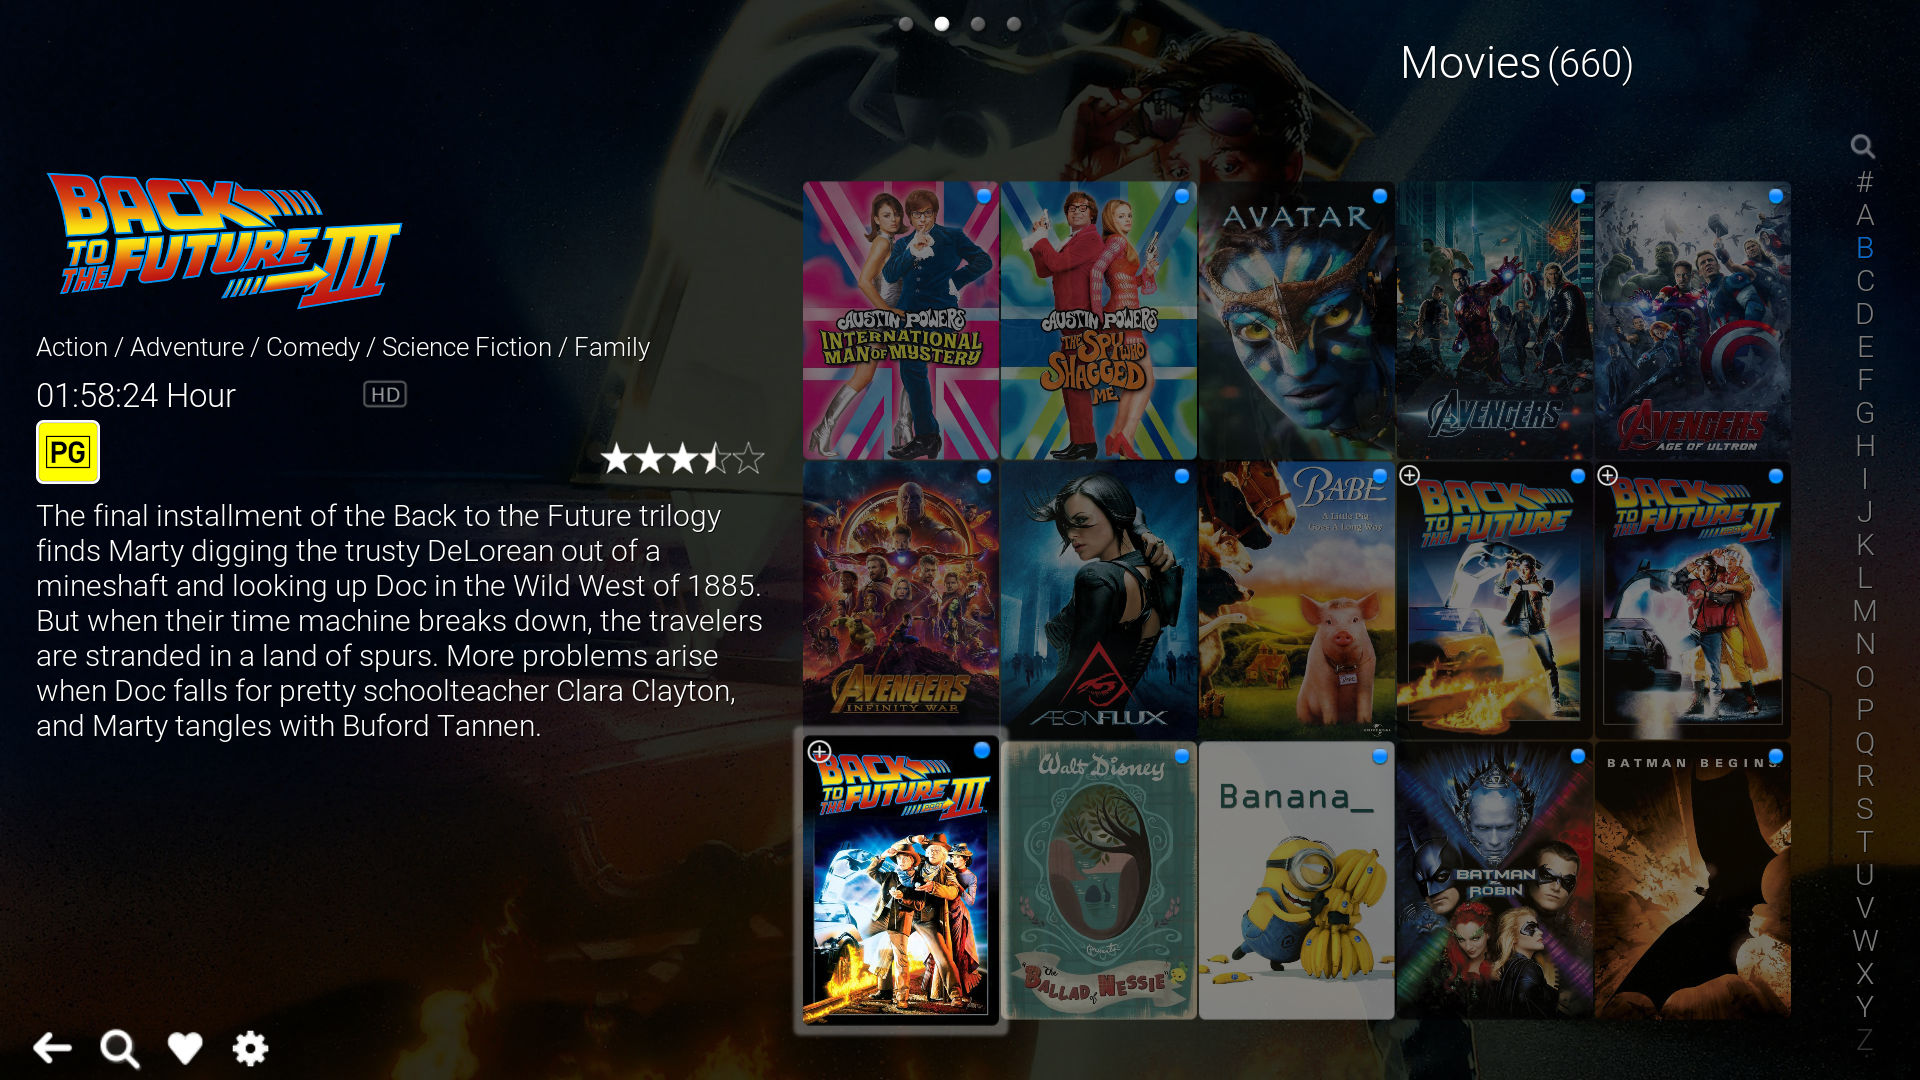 Movies (660)
BACK
TO THE FUTURE III
Action / Adventure / Comedy / Science Fiction / Family
01:58:24 Hour
HD
PG
The final installment of the Back to the Future trilogy
finds Marty digging the trusty DeLorean out of a
mineshaft and looking up Doc in the Wild West of 1885.
But when their time machine breaks down, the travelers
are stranded in a land of spurs. More problems arise
when Doc falls for pretty schoolteacher Clara Clayton,
and Marty tangles with Buford Tannen.
AUSTIN POWERS
INTERNATIONAL
MAN OF MYSTERY
AUSTIN POWERS
THE SPY WHO
SHAGGED
ME
AVATAR
AVENGERS
AVENGERS
AGE OF ULTRON
AVENGERS
INFINITY WAR
ÆONFLUX
BABE
A Little Pig
Goes A Long Way
UNIVERSAL
BACK
TO THE FUTURE
BACK
TO THE FUTURE
PART II
BACK
TO THE FUTURE
PART III
Walt Disney
presents
"The
BALLAD of NESSIE"
Banana_
BATMAN
&
ROBIN
BATMAN BEGINS
#
A
B
C
D
E
F
G
H
I
J
K
L
M
N
O
P
Q
R
S
T
U
V
W
X
Y
Z